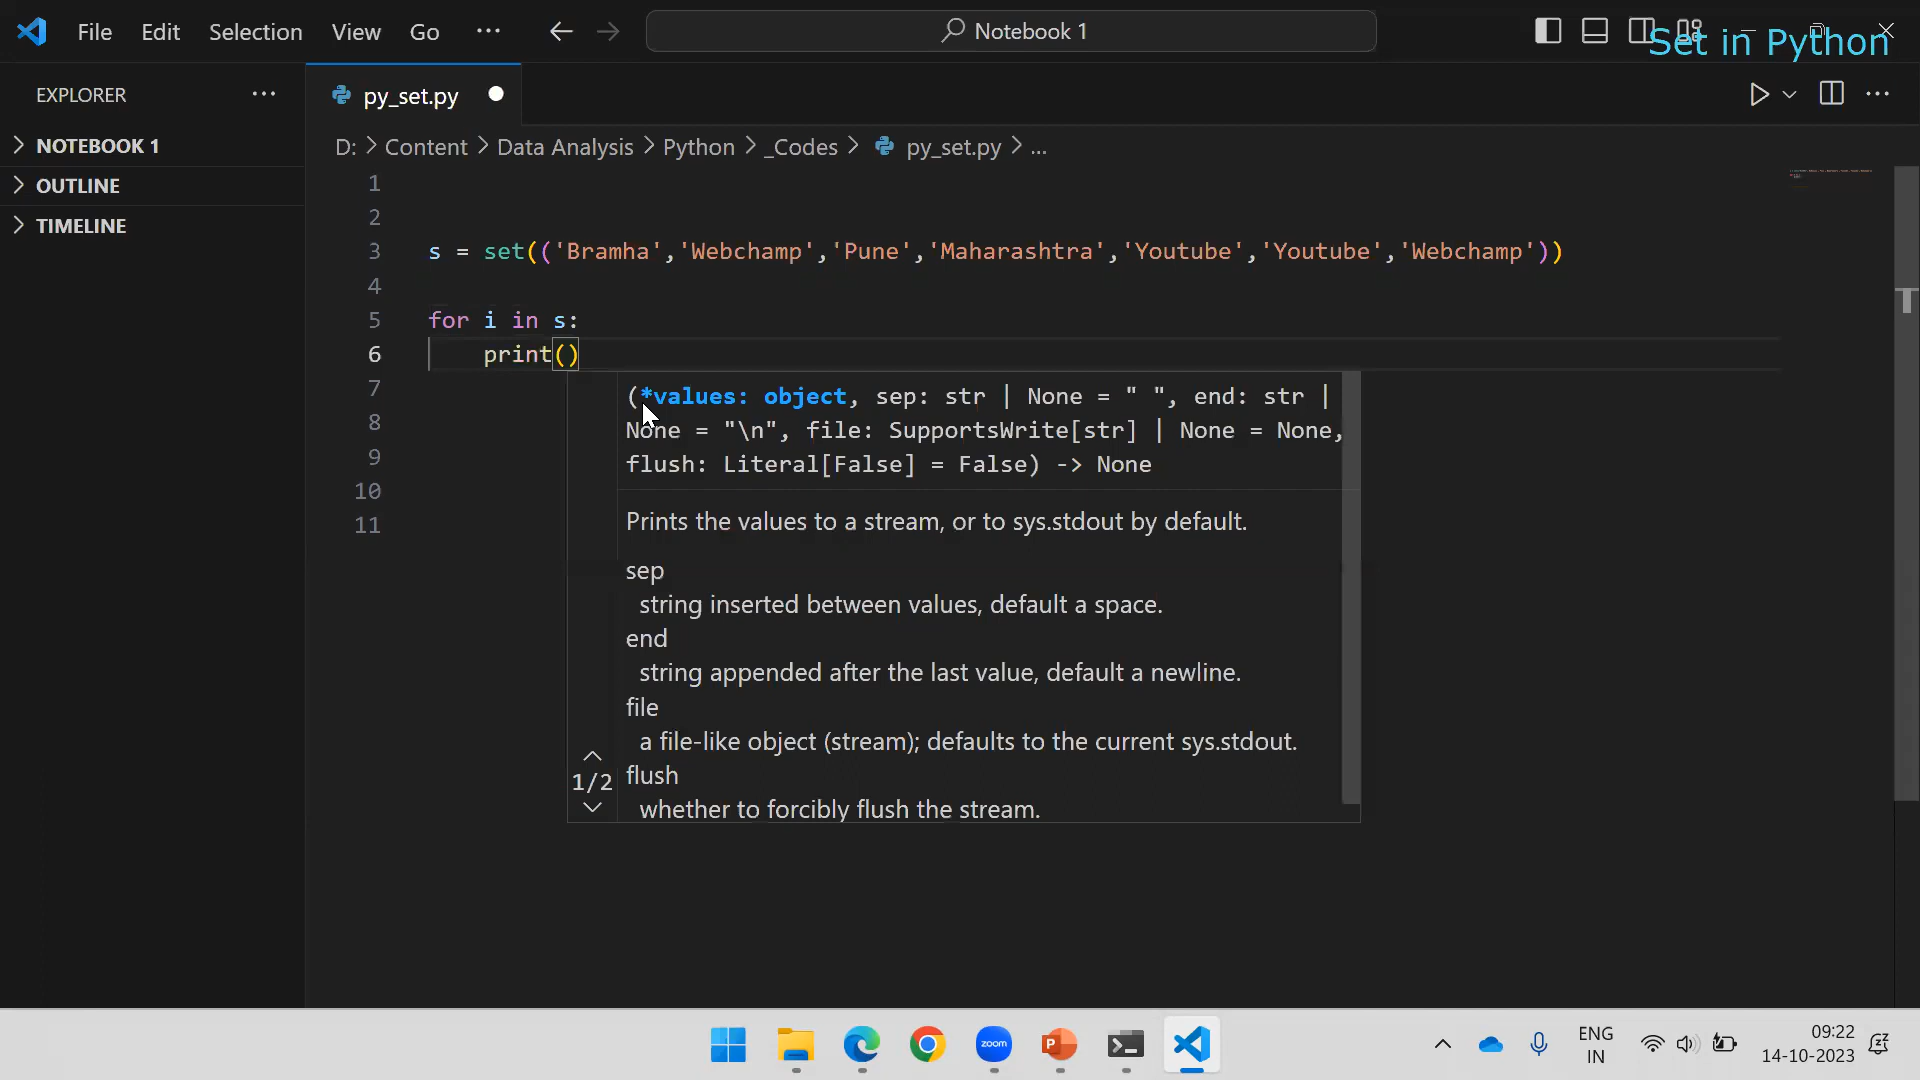 File Edit Selection View Go ... Notebook 1
Set in Python
EXPLORER ...
py_set.py
NOTEBOOK 1
OUTLINE
TIMELINE
D: > Content > Data Analysis > Python > _Codes > py_set.py > ...
1
2
3 s = set(('Bramha','Webchamp','Pune','Maharashtra','Youtube','Youtube','Webchamp'))
4
5 for i in s:
6 print()
7
8
9
10
11
(*values: object, sep: str | None = " ", end: str |
None = "\n", file: SupportsWrite[str] | None = None,
flush: Literal[False] = False) -> None
Prints the values to a stream, or to sys.stdout by default.
sep
string inserted between values, default a space.
end
string appended after the last value, default a newline.
file
a file-like object (stream); defaults to the current sys.stdout.
flush
whether to forcibly flush the stream.
1/2
zoom
P
ENG
IN
09:22
14-10-2023